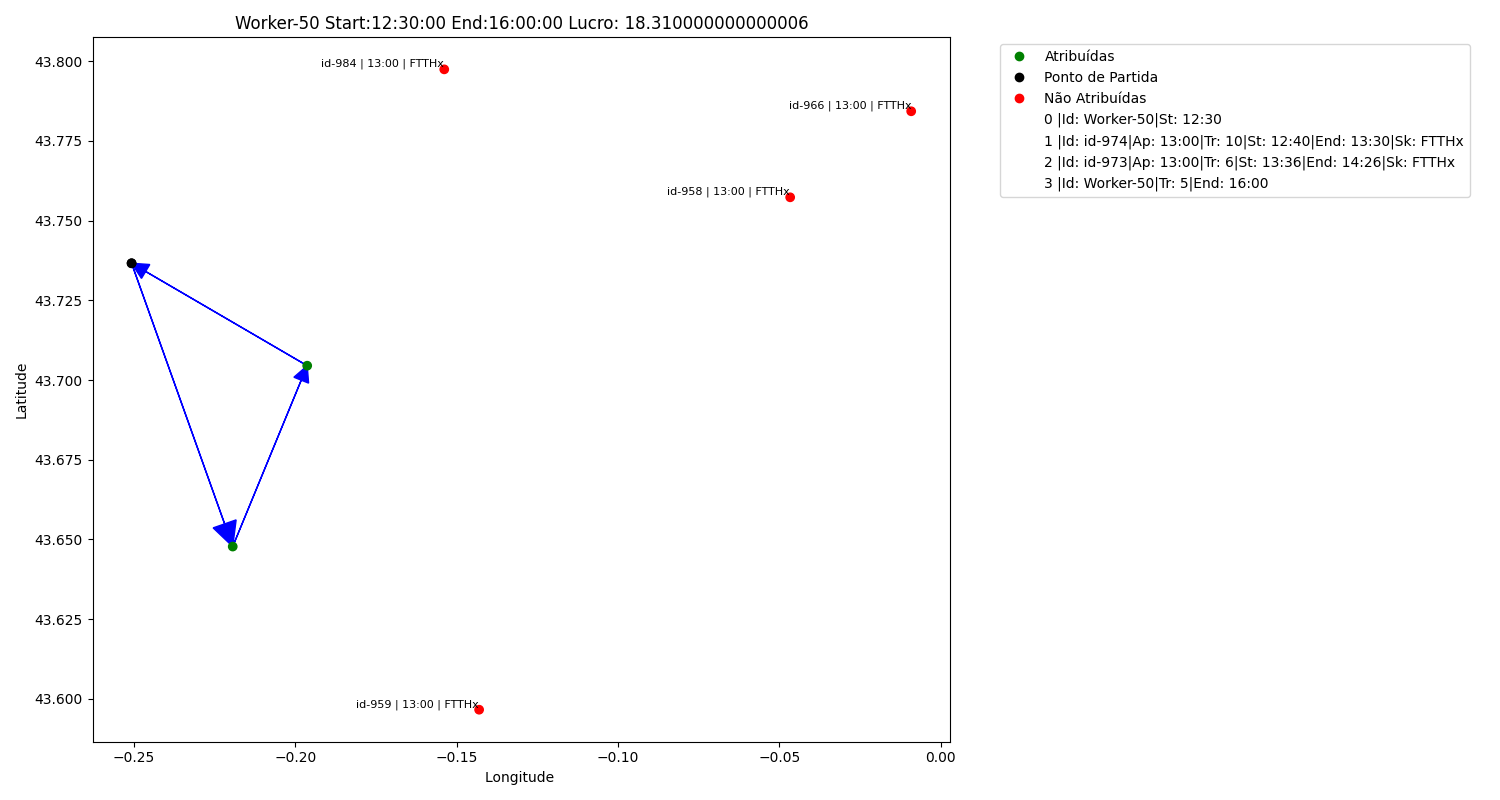 Worker-50 Start:12:30:00 End:16:00:00 Lucro: 18.310000000000006
43.800
43.775
43.750
43.725
43.700
43.675
43.650
43.625
43.600
Latitude
id-984 | 13:00 | FTTHx
id-966 | 13:00 | FTTHx
id-958 | 13:00 | FTTHx
id-959 | 13:00 | FTTHx
−0.25
−0.20
−0.15
−0.10
−0.05
0.00
Longitude
Atribuídas
Ponto de Partida
Não Atribuídas
0 |Id: Worker-50|St: 12:30
1 |Id: id-974|Ap: 13:00|Tr: 10|St: 12:40|End: 13:30|Sk: FTTHx
2 |Id: id-973|Ap: 13:00|Tr: 6|St: 13:36|End: 14:26|Sk: FTTHx
3 |Id: Worker-50|Tr: 5|End: 16:00